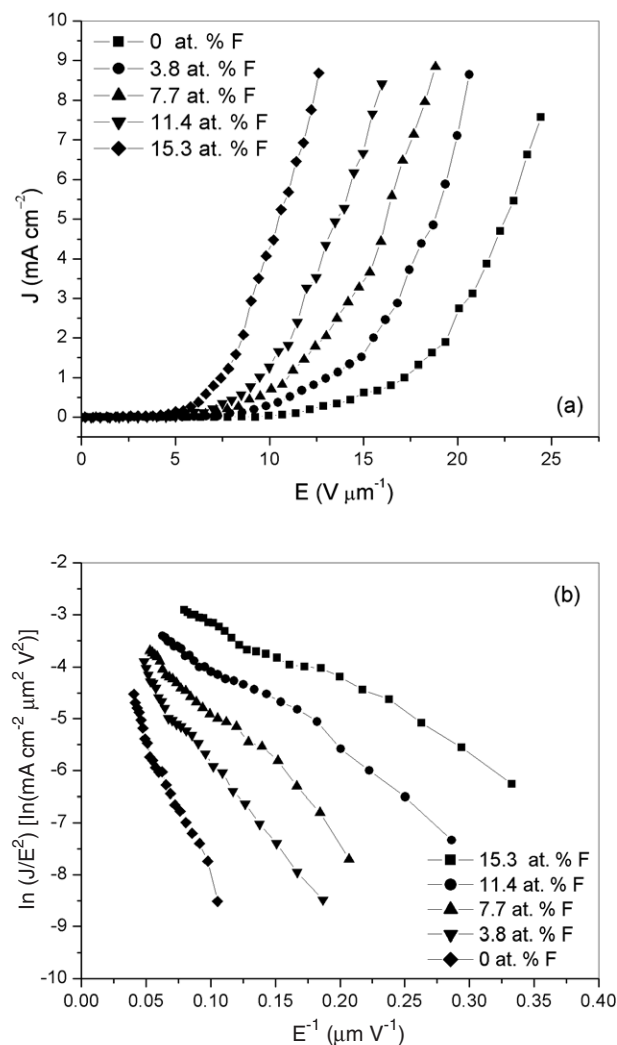 (a)
0 at. % F
3.8 at. % F
7.7 at. % F
11.4 at. % F
15.3 at. % F
J (mA cm⁻²)
9
8
7
6
5
4
3
2
1
0
0 5 10 15 20 25
E (V μm⁻¹)
(b)
ln (J/E²) [ln(mA cm⁻² μm² V²)]
-2
-3
-4
-5
-6
-7
-8
-9
-10
15.3 at. % F
11.4 at. % F
7.7 at. % F
3.8 at. % F
0 at. % F
0.00 0.05 0.10 0.15 0.20 0.25 0.30 0.35 0.40
E⁻¹ (μm V⁻¹)